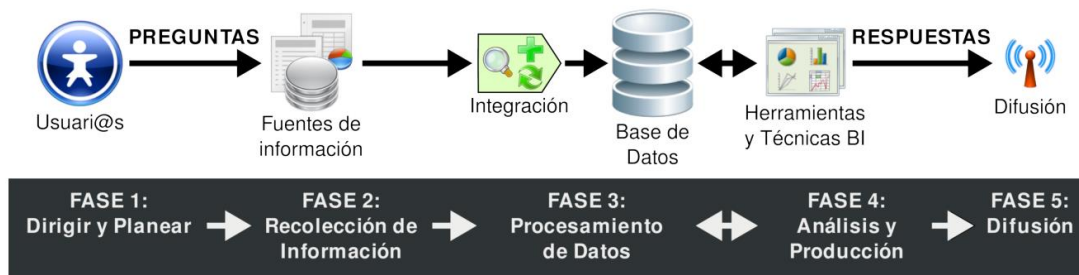 PREGUNTAS
RESPUESTAS
Usuari@s
Fuentes de
información
Integración
Base de
Datos
Herramientas
y Técnicas BI
Difusión
FASE 1:
Dirigir y Planear
FASE 2:
Recolección de
Información
FASE 3:
Procesamiento
de Datos
FASE 4:
Análisis y
Producción
FASE 5:
Difusión